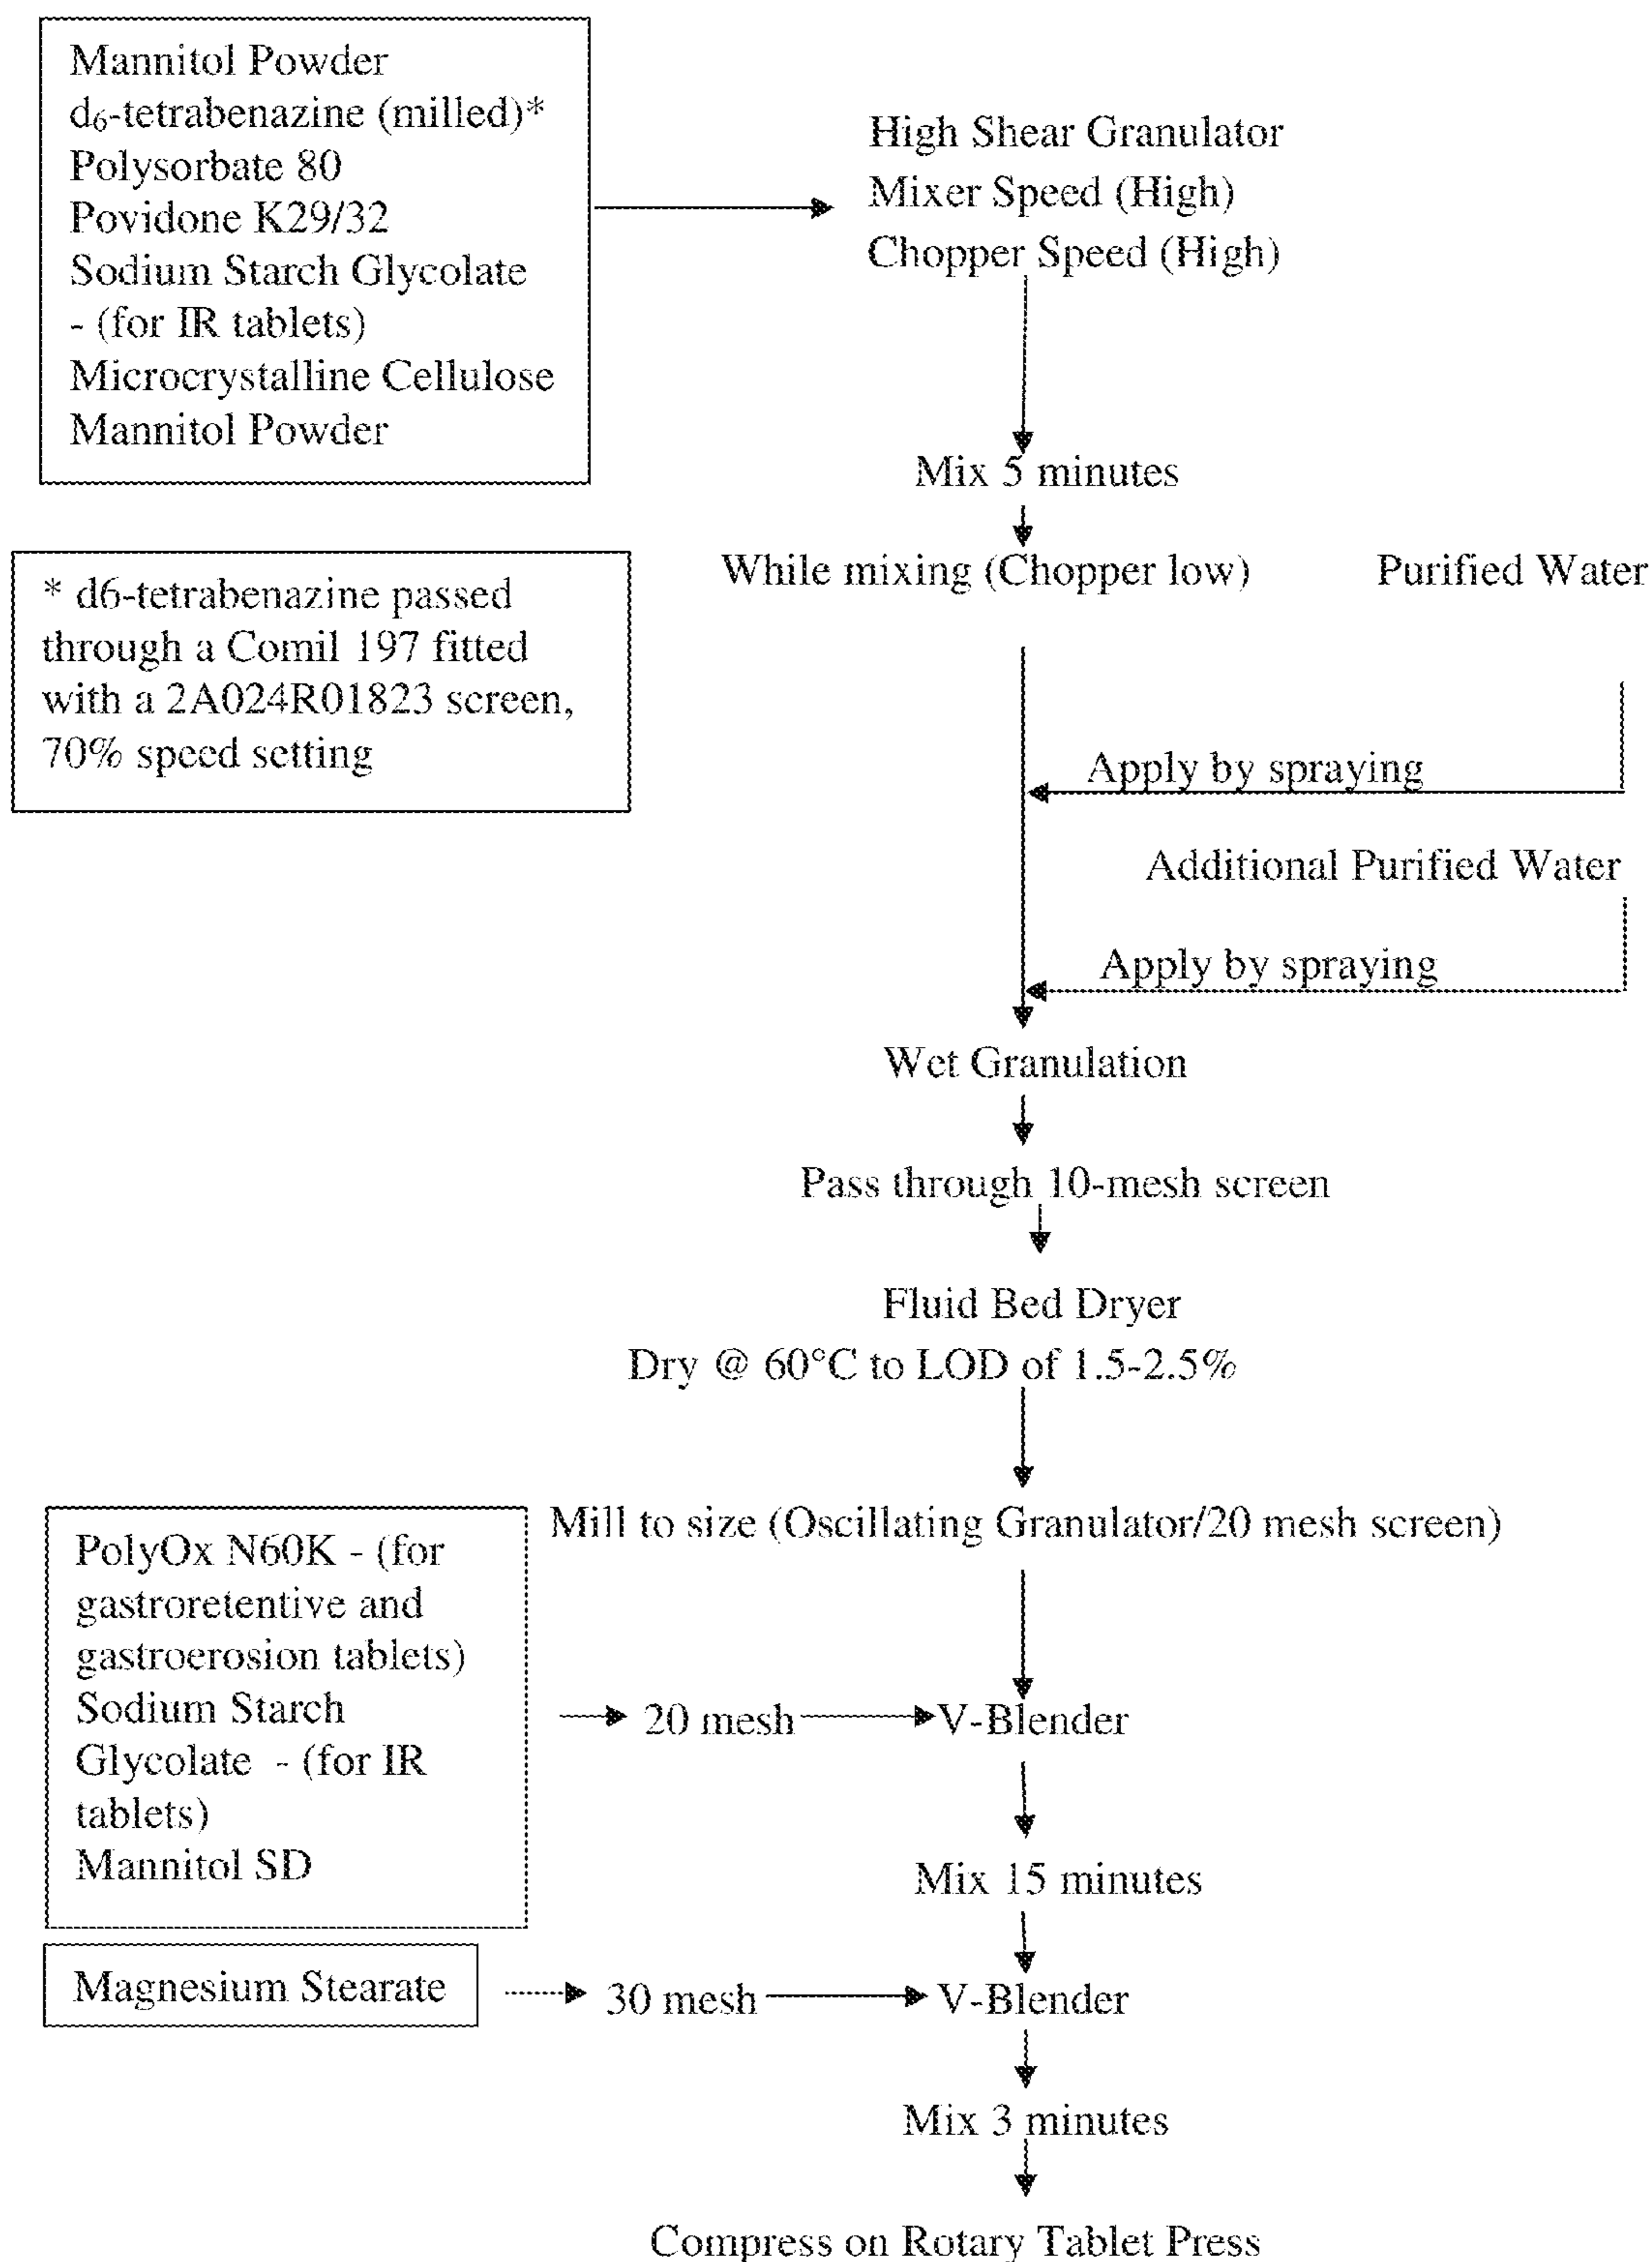 Mannitol Powder
d₆-tetrabenazine (milled)*
Polysorbate 80
Povidone K29/32
Sodium Starch Glycolate
- (for IR tablets)
Microcrystalline Cellulose
Mannitol Powder
High Shear Granulator
Mixer Speed (High)
Chopper Speed (High)
Mix 5 minutes
* d6-tetrabenazine passed
through a Comil 197 fitted
with a 2A024R01823 screen,
70% speed setting
While mixing (Chopper low)
Purified Water
Apply by spraying
Additional Purified Water
Apply by spraying
Wet Granulation
Pass through 10-mesh screen
Fluid Bed Dryer
Dry @ 60°C to LOD of 1.5-2.5%
Mill to size (Oscillating Granulator/20 mesh screen)
PolyOx N60K - (for
gastroretentive and
gastroerosion tablets)
Sodium Starch
Glycolate - (for IR
tablets)
Mannitol SD
20 mesh
V-Blender
Mix 15 minutes
Magnesium Stearate
30 mesh
V-Blender
Mix 3 minutes
Compress on Rotary Tablet Press